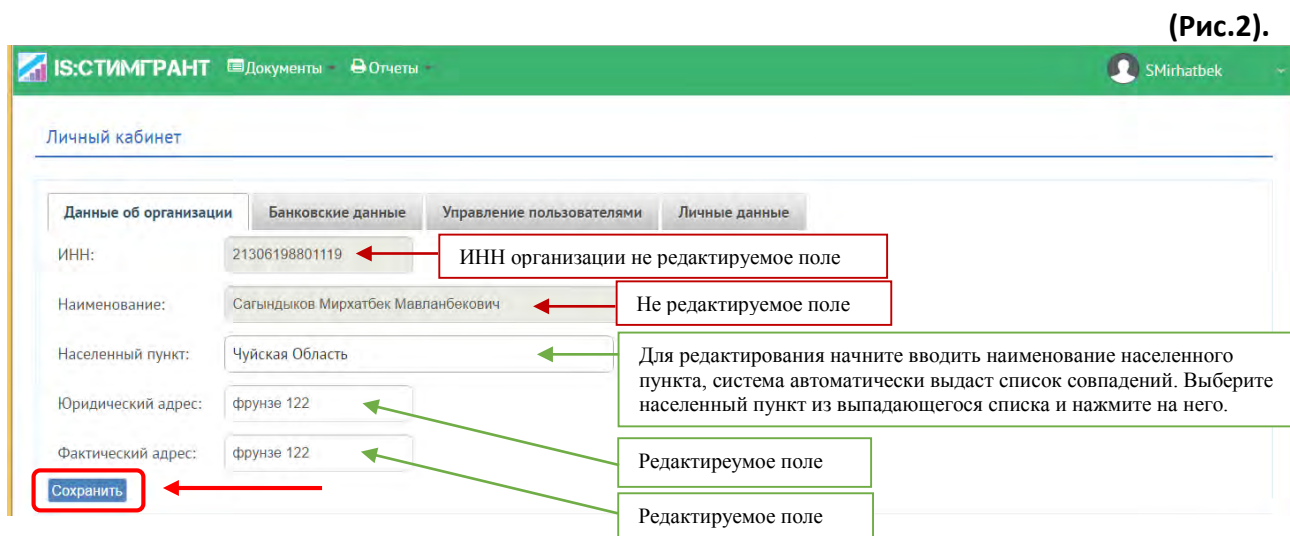 (Рис.2).
IS:СТИМГРАНТ Документы Отчеты SMirhatbek
Личный кабинет
Данные об организации Банковские данные Управление пользователями Личные данные
ИНН: 21306198801119 ИНН организации не редактируемое поле
Наименование: Сагындыков Мирхатбек Мавланбекович Не редактируемое поле
Населенный пункт: Чуйская Область
Для редактирования начните вводить наименование населенного
пункта, система автоматически выдаст список совпадений. Выберите
населенный пункт из выпадающегося списка и нажмите на него.
Юридический адрес: фрунзе 122
Редактиреумое поле
Фактический адрес: фрунзе 122
Редактируемое поле
Сохранить